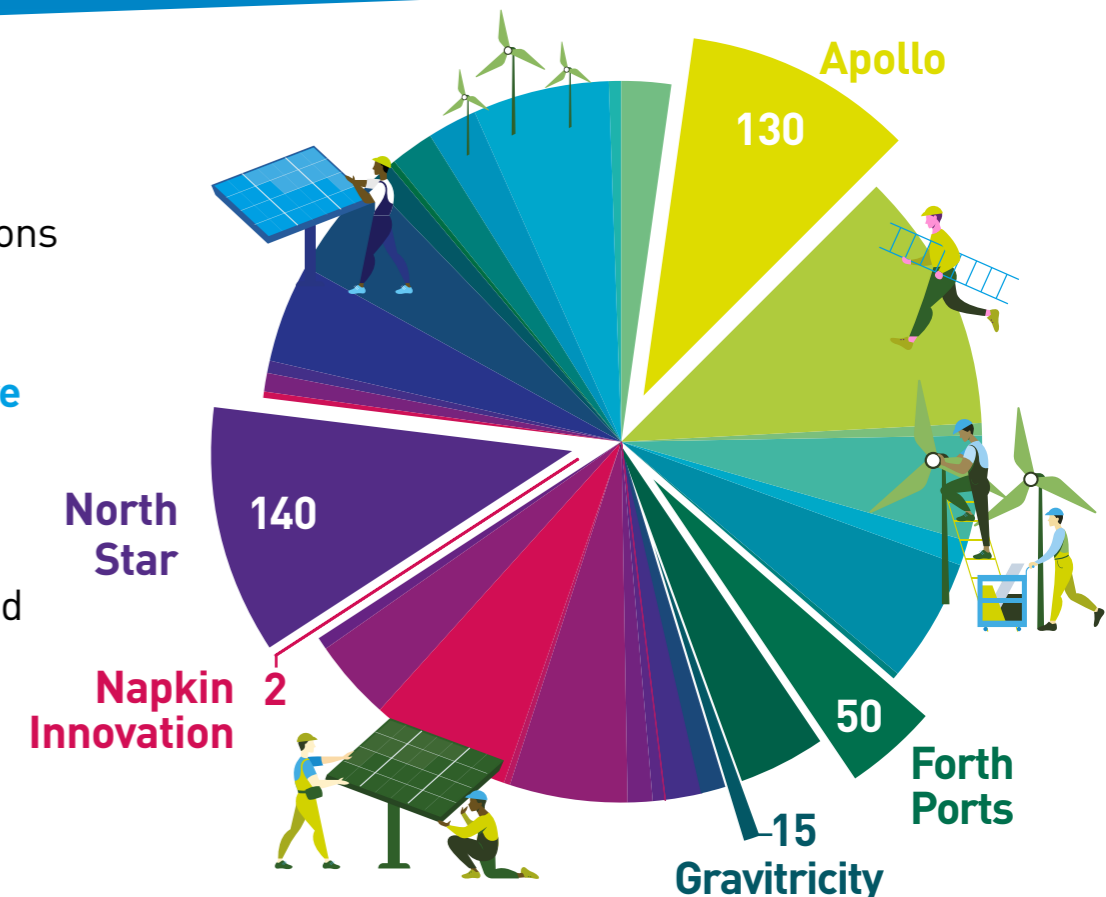 Apollo
130
ons
e
North
Star
140
d
Napkin
Innovation
2
50
Forth
Ports
15
Gravitricity